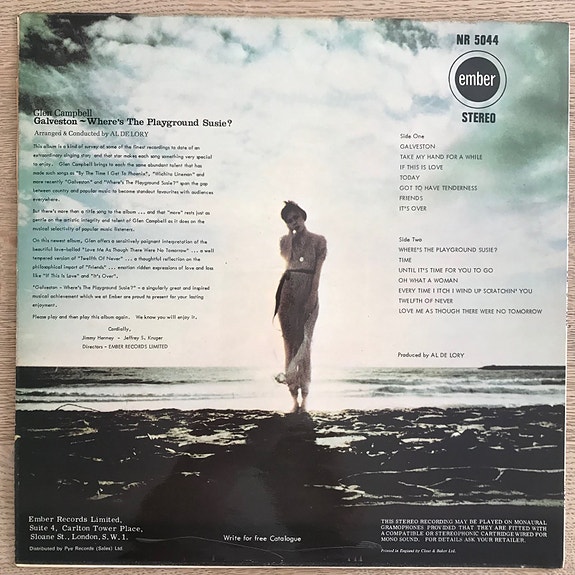 NR 5044
ember
STEREO
Glen Campbell
Galveston ~ Where's The Playground Susie?
Arranged & Conducted by AL DE LORY
This album is a kind of survey of some of the finest recordings to date of an
extraordinary singing star; and that star makes each song something very special
to enjoy. Glen Campbell brings to each the same abundant talent that has
made such songs as "By The Time I Get To Phoenix", "Wichita Lineman" and
more recently "Galveston" and "Where's The Playground Susie?" span the gap
between country and popular music to become standout favourites with audiences
everywhere.
But there's more than a title song to the album ... and that "more" rests just as
gentle on the artistic integrity and talent of Glen Campbell as it does on the
musical selectivity of popular music listeners.
On this newest album, Glen offers a sensitively poignant interpretation of the
beautiful love-ballad "Love Me As Though There Were No Tomorrow" ... a well
tempered version of "Twelfth Of Never" ... a thoughtful reflection on the
philosophical import of "Friends" ... emotion ridden expressions of love and loss
like "If This Is Love" and "It's Over".
"Galveston - Where's The Playground Susie?" - a singularly great and inspired
musical achievement which we at Ember are proud to present for your lasting
enjoyment.
Please play and then play this album again. We know you will enjoy it.
Cordially,
Jimmy Henney - Jeffrey S. Kruger
Directors - EMBER RECORDS LIMITED
Side One
GALVESTON
TAKE MY HAND FOR A WHILE
IF THIS IS LOVE
TODAY
GOT TO HAVE TENDERNESS
FRIENDS
IT'S OVER
Side Two
WHERE'S THE PLAYGROUND SUSIE?
TIME
UNTIL IT'S TIME FOR YOU TO GO
OH WHAT A WOMAN
EVERY TIME I ITCH I WIND UP SCRATCHIN' YOU
TWELFTH OF NEVER
LOVE ME AS THOUGH THERE WERE NO TOMORROW
Produced by AL DE LORY
Ember Records Limited,
Suite 4, Carlton Tower Place,
Sloane St., London, S.W.1.
Distributed by Pye Records (Sales) Ltd.
Write for free Catalogue
THIS STEREO RECORDING MAY BE PLAYED ON MONAURAL
GRAMOPHONES PROVIDED THAT THEY ARE FITTED WITH
A COMPATIBLE OR STEREOPHONIC CARTRIDGE WIRED FOR
MONO SOUND. FOR DETAILS ASK YOUR RETAILER.
Printed in England by Clout & Baker Ltd.